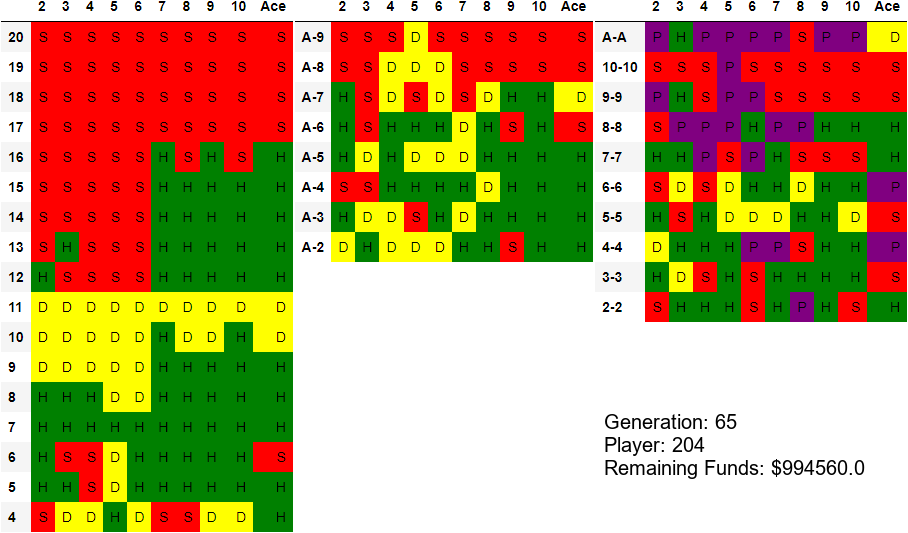 2 3 4 5 6 7 8 9 10 Ace
20 S S S S S S S S S S
19 S S S S S S S S S S
18 S S S S S S S S S S
17 S S S S S S S S S S
16 S S S S S H S H S H
15 S S S S S H H H H H
14 S S S S S H H H H H
13 S H S S S H H H H H
12 H S S S S H H H H H
11 D D D D D D D D D D
10 D D D D D H D D H D
9 D D D D D H H H H H
8 H H H D D H H H H H
7 H H H H H H H H H H
6 H S S D H H H H H S
5 H H S D H H H H H H
4 S D D H D S S D D H
2 3 4 5 6 7 8 9 10 Ace
A-9 S S S D S S S S S S
A-8 S S D D D S S S S S
A-7 H S D S D S D H H D
A-6 H S H H H D H S H S
A-5 H D H D D D H H H H
A-4 S S H H H H D H H H
A-3 H D D S H D H H H H
A-2 D H D D D H H S H H
2 3 4 5 6 7 8 9 10 Ace
A-A P H P P P P S P P D
10-10 S S S P S S S S S S
9-9 P H S P P S S S S S
8-8 S P P P H P P H H H
7-7 H H P S P H S S S H
6-6 S D S D H H D H H P
5-5 H S H D D D H H D S
4-4 D H H H P P S H H P
3-3 H D S H S H H H H S
2-2 S H H H S H P H S H
Generation: 65
Player: 204
Remaining Funds: $994560.0